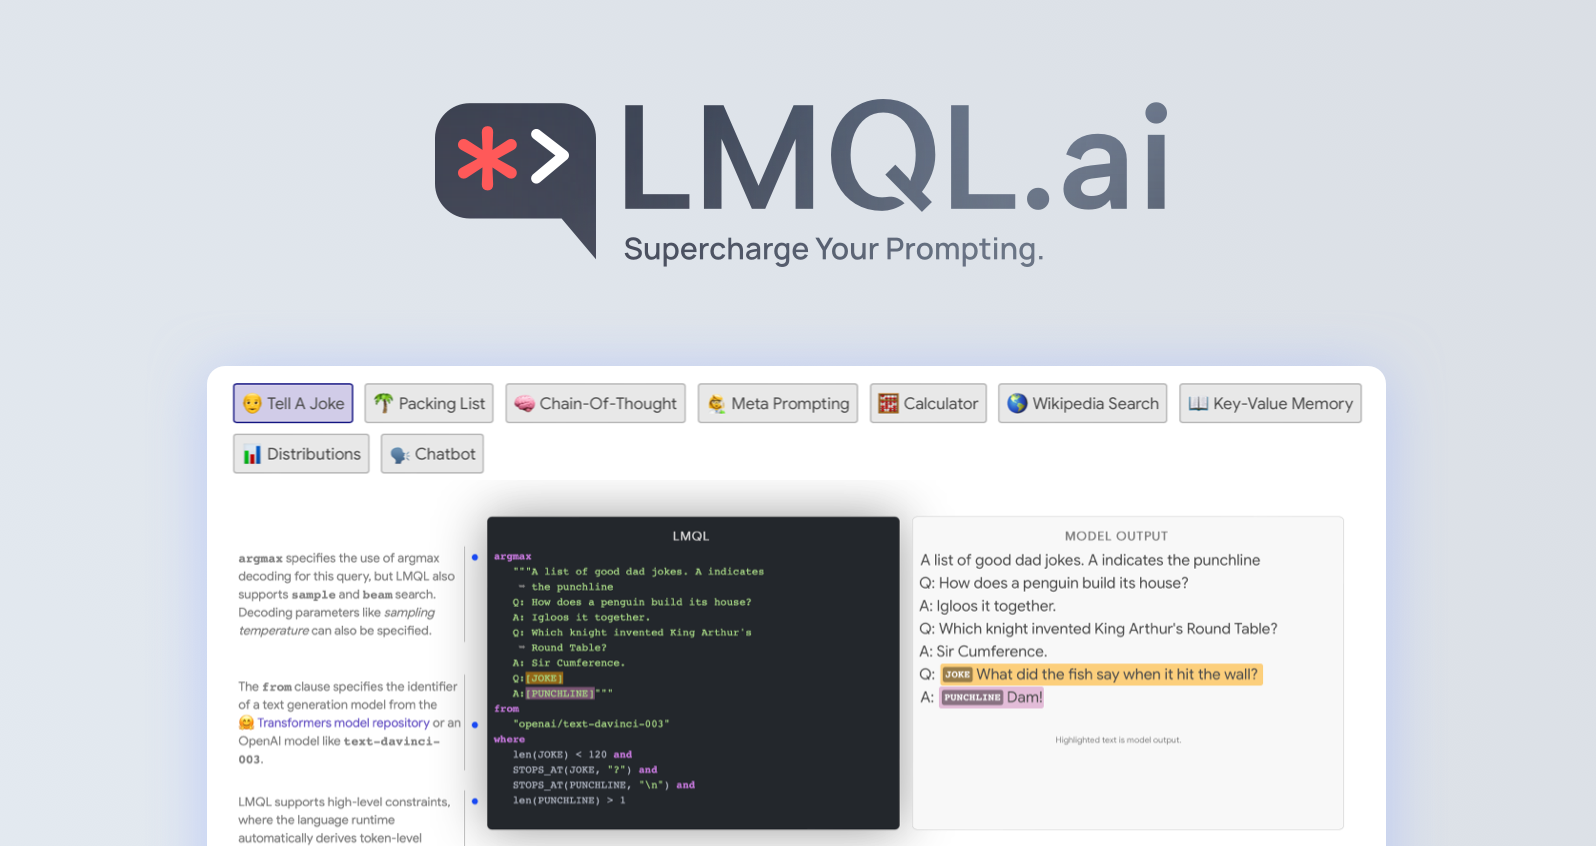 *> LMQL.ai
Supercharge Your Prompting.
Tell A Joke
Packing List
Chain-Of-Thought
Meta Prompting
Calculator
Wikipedia Search
Key-Value Memory
Distributions
Chatbot
argmax specifies the use of argmax
decoding for this query, but LMQL also
supports sample and beam search.
Decoding parameters like sampling
temperature can also be specified.
The from clause specifies the identifier
of a text generation model from the
🤗 Transformers model repository or an
OpenAI model like text-davinci-
003.
LMQL supports high-level constraints,
where the language runtime
automatically derives token-level
LMQL
argmax
"""A list of good dad jokes. A indicates
the punchline
Q: How does a penguin build its house?
A: Igloos it together.
Q: Which knight invented King Arthur's
Round Table?
A: Sir Cumference.
Q:[JOKE]
A:[PUNCHLINE]"""
from
"openai/text-davinci-003"
where
len(JOKE) < 120 and
STOPS_AT(JOKE, "?") and
STOPS_AT(PUNCHLINE, "\n") and
len(PUNCHLINE) > 1
MODEL OUTPUT
A list of good dad jokes. A indicates the punchline
Q: How does a penguin build its house?
A: Igloos it together.
Q: Which knight invented King Arthur's Round Table?
A: Sir Cumference.
Q: JOKE What did the fish say when it hit the wall?
A: PUNCHLINE Dam!
Highlighted text is model output.